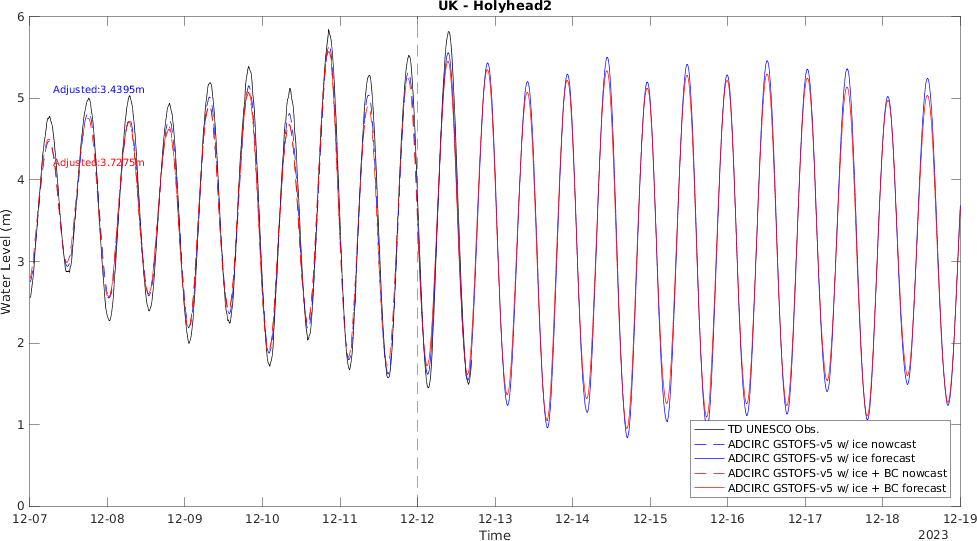 UK - Holyhead2
6
5
4
3
2
1
0
Water Level (m)
Adjusted:3.4395m
Adjusted:3.7275m
TD UNESCO Obs.
ADCIRC GSTOFS-v5 w/ ice nowcast
ADCIRC GSTOFS-v5 w/ ice forecast
ADCIRC GSTOFS-v5 w/ ice + BC nowcast
ADCIRC GSTOFS-v5 w/ ice + BC forecast
12-07 12-08 12-09 12-10 12-11 12-12 12-13 12-14 12-15 12-16 12-17 12-18 12-19
Time
2023